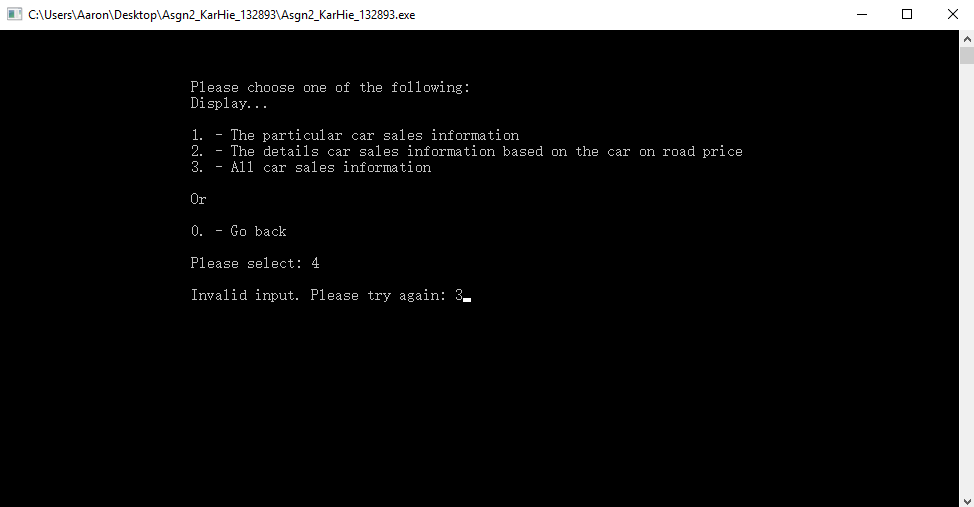 C:\Users\Aaron\Desktop\Asgn2_KarHie_132893\Asgn2_KarHie_132893.exe
Please choose one of the following:
Display...
1. - The particular car sales information
2. - The details car sales information based on the car on road price
3. - All car sales information
Or
0. - Go back
Please select: 4
Invalid input. Please try again: 3